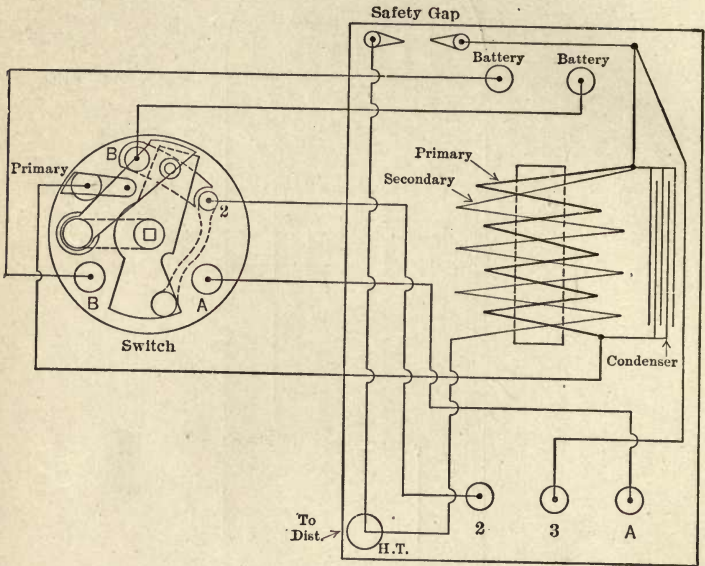 Safety Gap
Battery
Battery
B
Primary
Primary
Secondary
2
B
A
Switch
Condenser
To
Dist.
H.T.
2
3
A